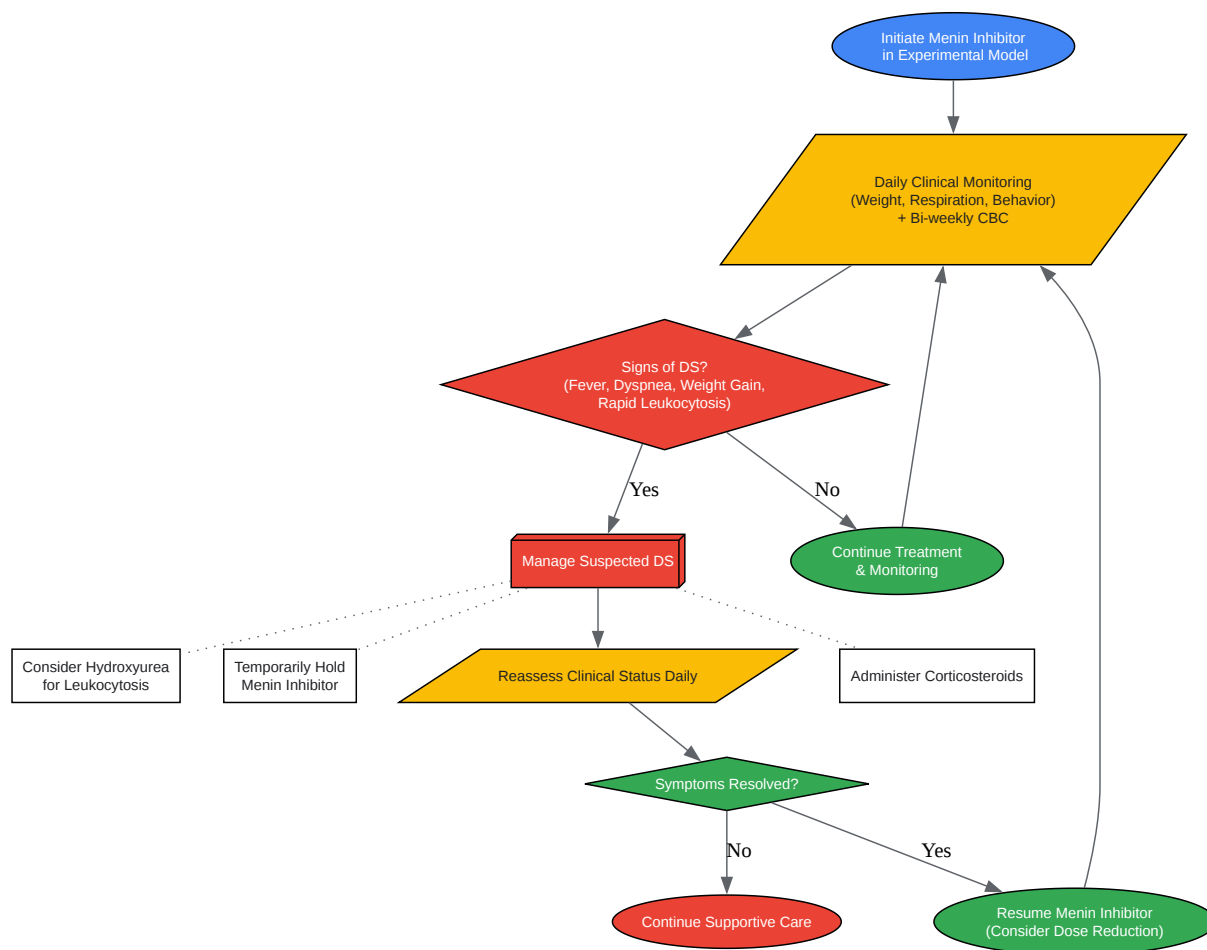 Initiate Menin Inhibitor
in Experimental Model
Daily Clinical Monitoring
(Weight, Respiration, Behavior)
+ Bi-weekly CBC
Signs of DS?
(Fever, Dyspnea, Weight Gain,
Rapid Leukocytosis)
Yes
No
Manage Suspected DS
Continue Treatment
& Monitoring
Consider Hydroxyurea
for Leukocytosis
Temporarily Hold
Menin Inhibitor
Reassess Clinical Status Daily
Administer Corticosteroids
Symptoms Resolved?
No
Yes
Continue Supportive Care
Resume Menin Inhibitor
(Consider Dose Reduction)